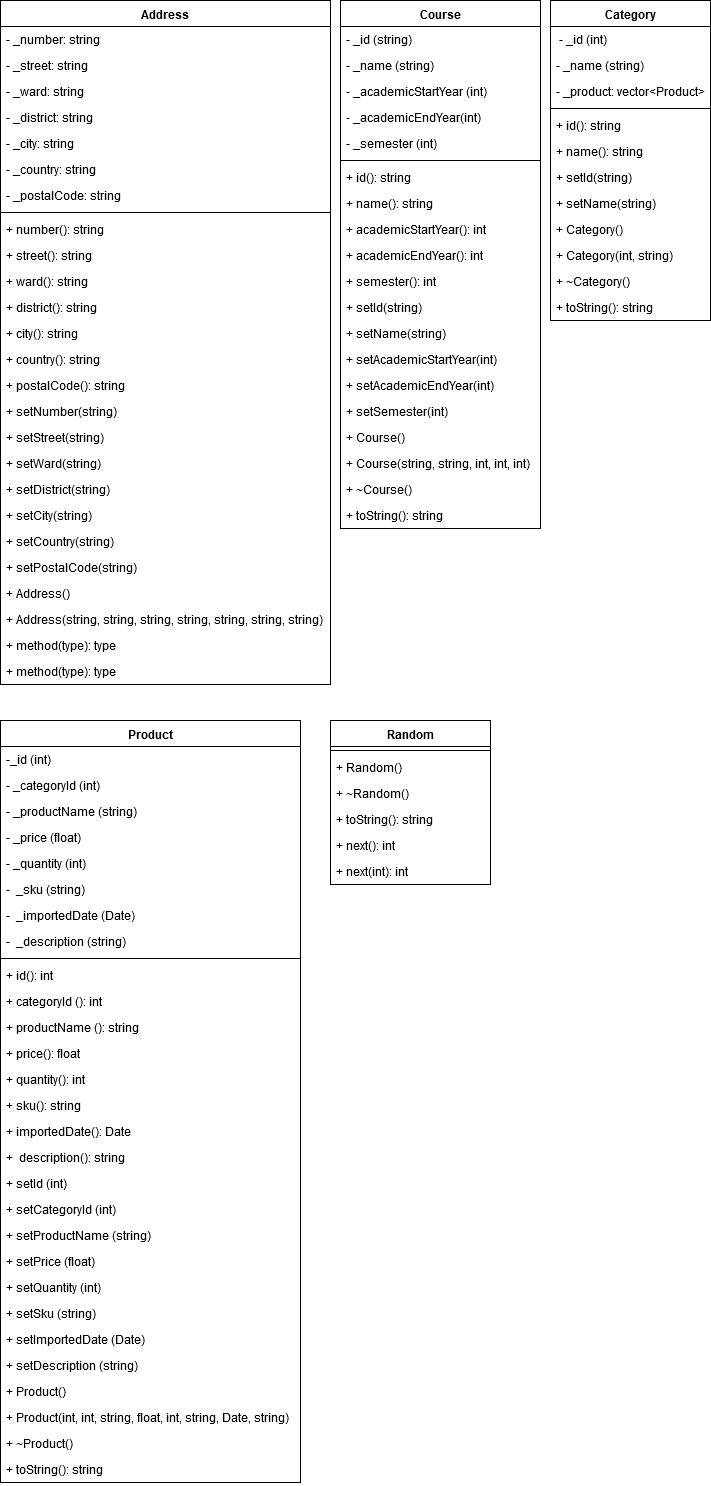 Address
- _number: string
- _street: string
- _ward: string
- _district: string
- _city: string
- _country: string
- _postalCode: string
+ number(): string
+ street(): string
+ ward(): string
+ district(): string
+ city(): string
+ country(): string
+ postalCode(): string
+ setNumber(string)
+ setStreet(string)
+ setWard(string)
+ setDistrict(string)
+ setCity(string)
+ setCountry(string)
+ setPostalCode(string)
+ Address()
+ Address(string, string, string, string, string, string, string)
+ method(type): type
+ method(type): type
Course
- _id (string)
- _name (string)
- _academicStartYear (int)
- _academicEndYear(int)
- _semester (int)
+ id(): string
+ name(): string
+ academicStartYear(): int
+ academicEndYear(): int
+ semester(): int
+ setId(string)
+ setName(string)
+ setAcademicStartYear(int)
+ setAcademicEndYear(int)
+ setSemester(int)
+ Course()
+ Course(string, string, int, int, int)
+ ~Course()
+ toString(): string
Category
- _id (int)
- _name (string)
- _product: vector<Product>
+ id(): string
+ name(): string
+ setId(string)
+ setName(string)
+ Category()
+ Category(int, string)
+ ~Category()
+ toString(): string
Product
-_id (int)
- _categoryId (int)
- _productName (string)
- _price (float)
- _quantity (int)
- _sku (string)
- _importedDate (Date)
- _description (string)
+ id(): int
+ categoryId (): int
+ productName (): string
+ price(): float
+ quantity(): int
+ sku(): string
+ importedDate(): Date
+ description(): string
+ setId (int)
+ setCategoryId (int)
+ setProductName (string)
+ setPrice (float)
+ setQuantity (int)
+ setSku (string)
+ setImportedDate (Date)
+ setDescription (string)
+ Product()
+ Product(int, int, string, float, int, string, Date, string)
+ ~Product()
+ toString(): string
Random
+ Random()
+ ~Random()
+ toString(): string
+ next(): int
+ next(int): int